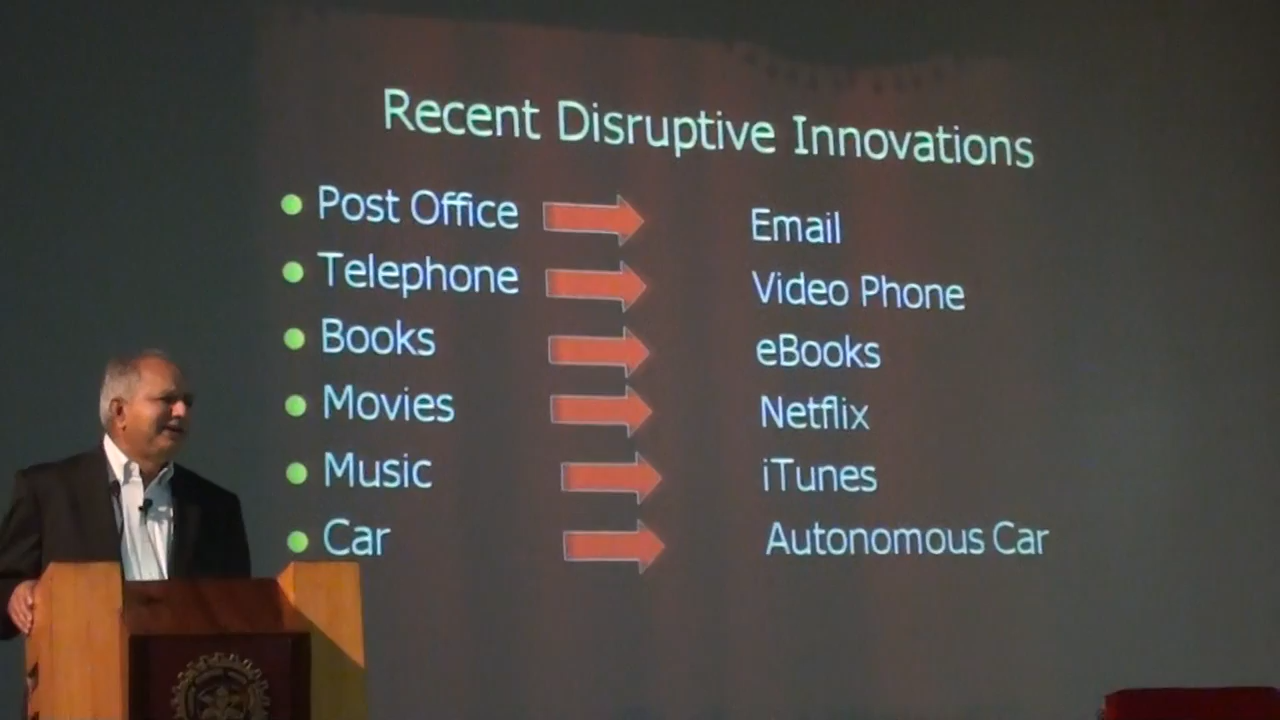 Recent Disruptive Innovations
Post Office Email
Telephone Video Phone
Books eBooks
Movies Netflix
Music iTunes
Car Autonomous Car